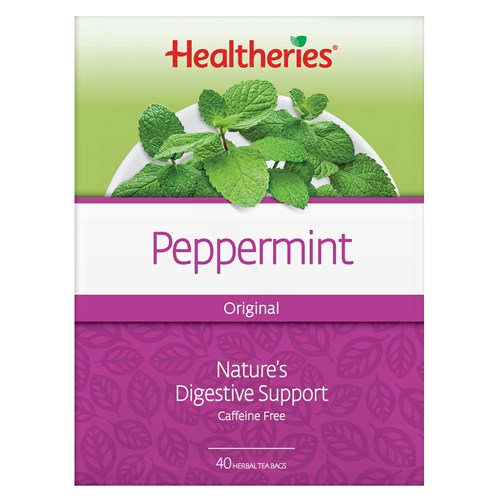 Healtheries®
Peppermint
Original
Nature's
Digestive Support
Caffeine Free
40 HERBAL TEA BAGS